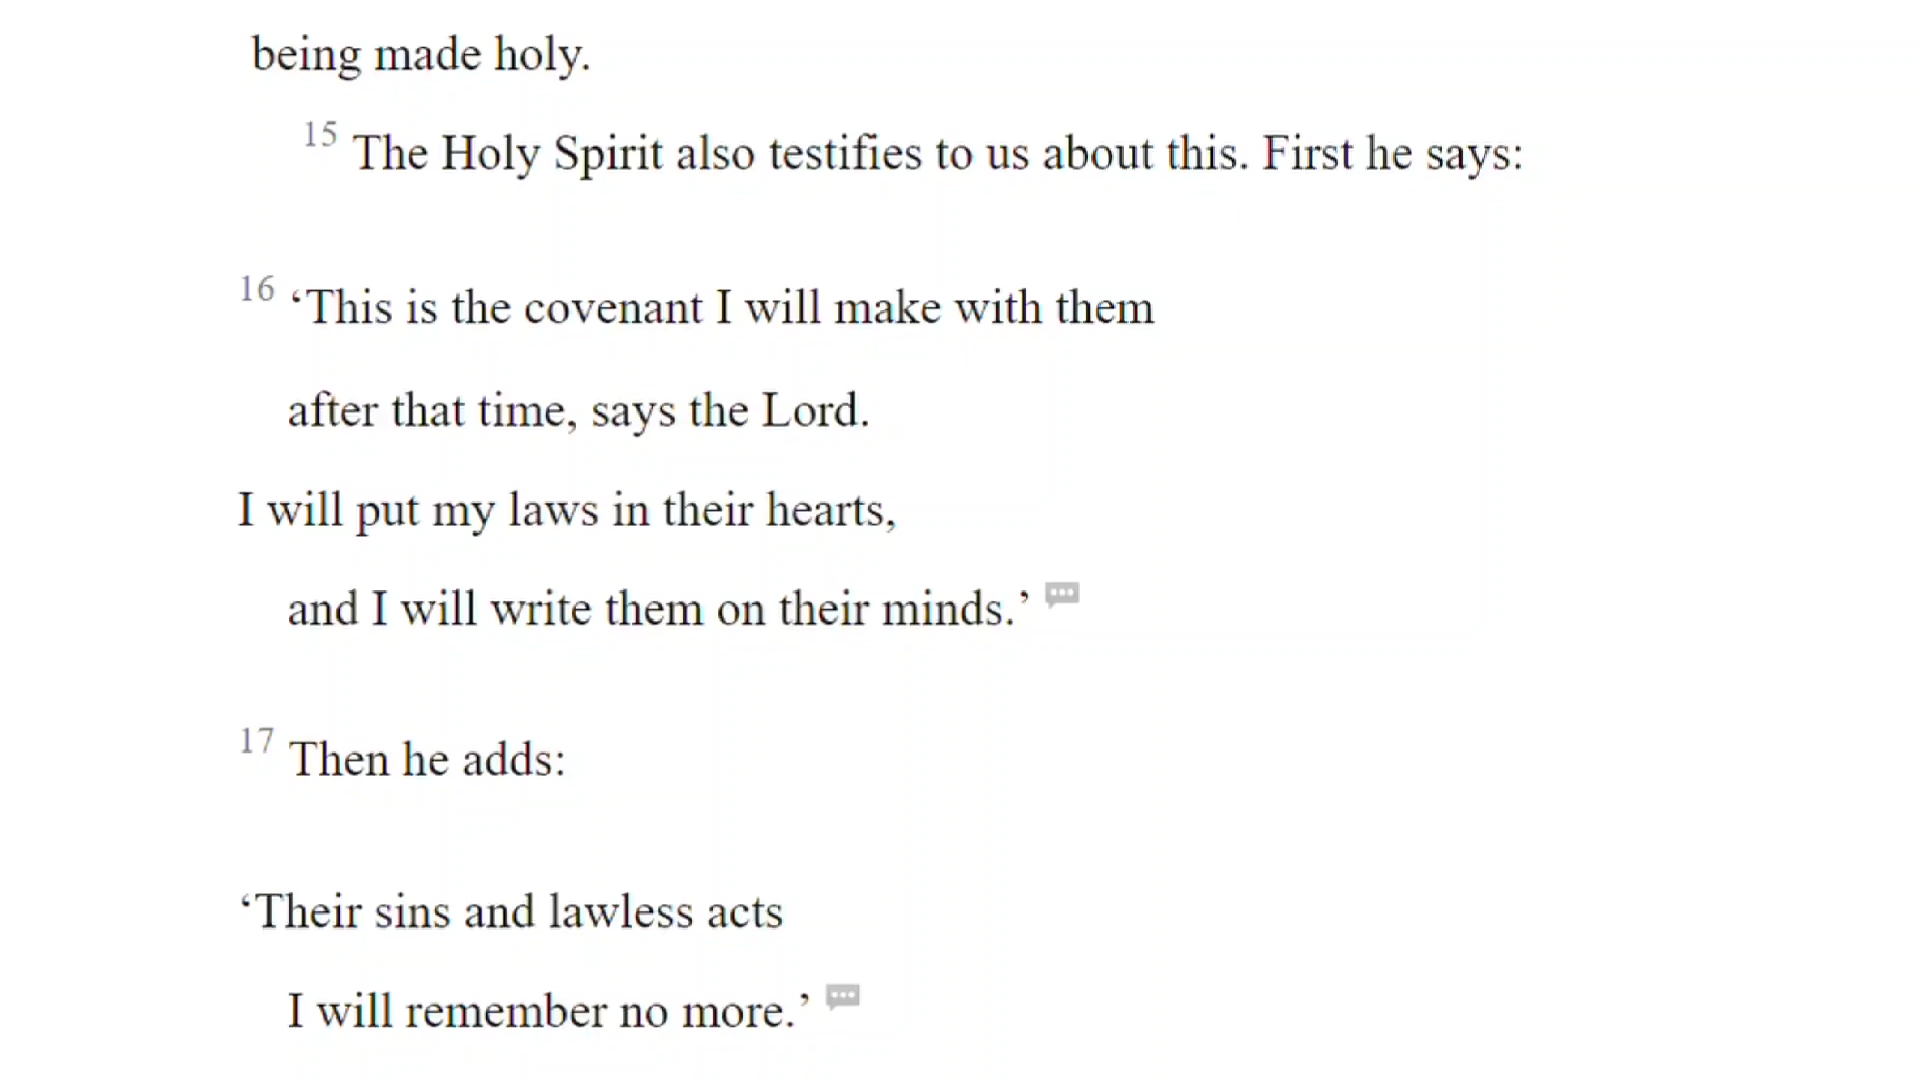 being made holy.
15 The Holy Spirit also testifies to us about this. First he says:
16 ‘This is the covenant I will make with them
after that time, says the Lord.
I will put my laws in their hearts,
and I will write them on their minds.’
17 Then he adds:
‘Their sins and lawless acts
I will remember no more.’